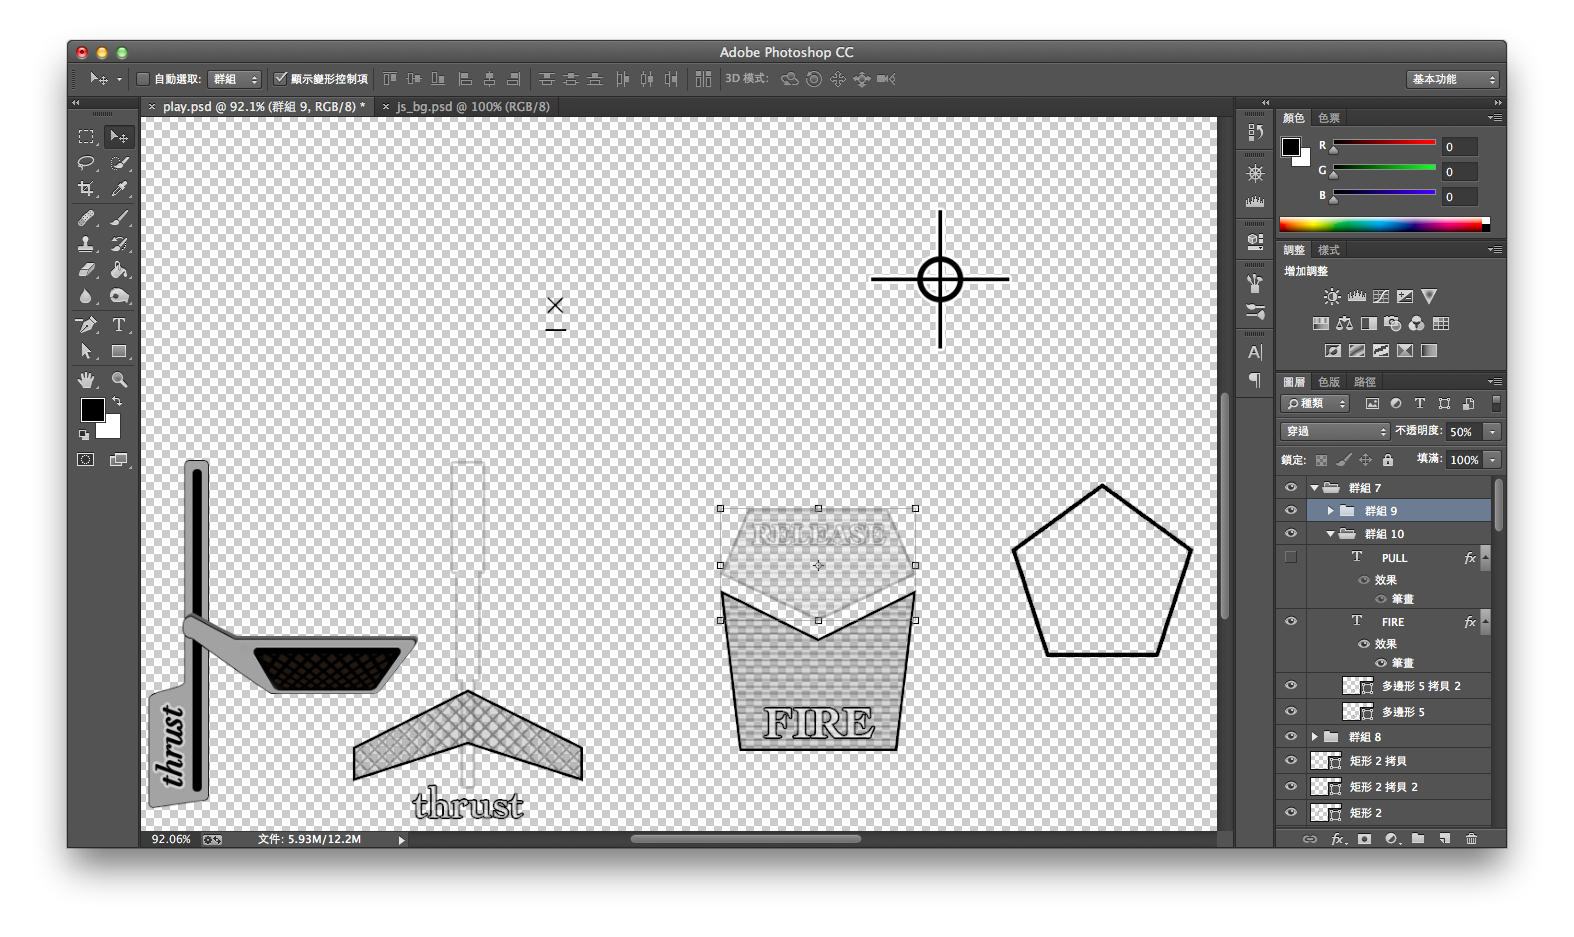 Adobe Photoshop CC
自動選取: 群組 顯示變形控制項 3D 模式: 基本功能
play.psd @ 92.1% (群組 9, RGB/8) * js_bg.psd @ 100% (RGB/8)
顏色 色票
R 0
G 0
B 0
調整 樣式
增加調整
圖層 色版 路徑
種類
穿過 不透明度: 50%
鎖定: 填滿: 100%
群組 7
群組 9
群組 10
PULL fx
效果
筆畫
FIRE fx
效果
筆畫
多邊形 5 拷貝 2
多邊形 5
群組 8
矩形 2 拷貝
矩形 2 拷貝 2
矩形 2
RELEASE
FIRE
thrust
thrust
92.06% 文件: 5.93M/12.2M